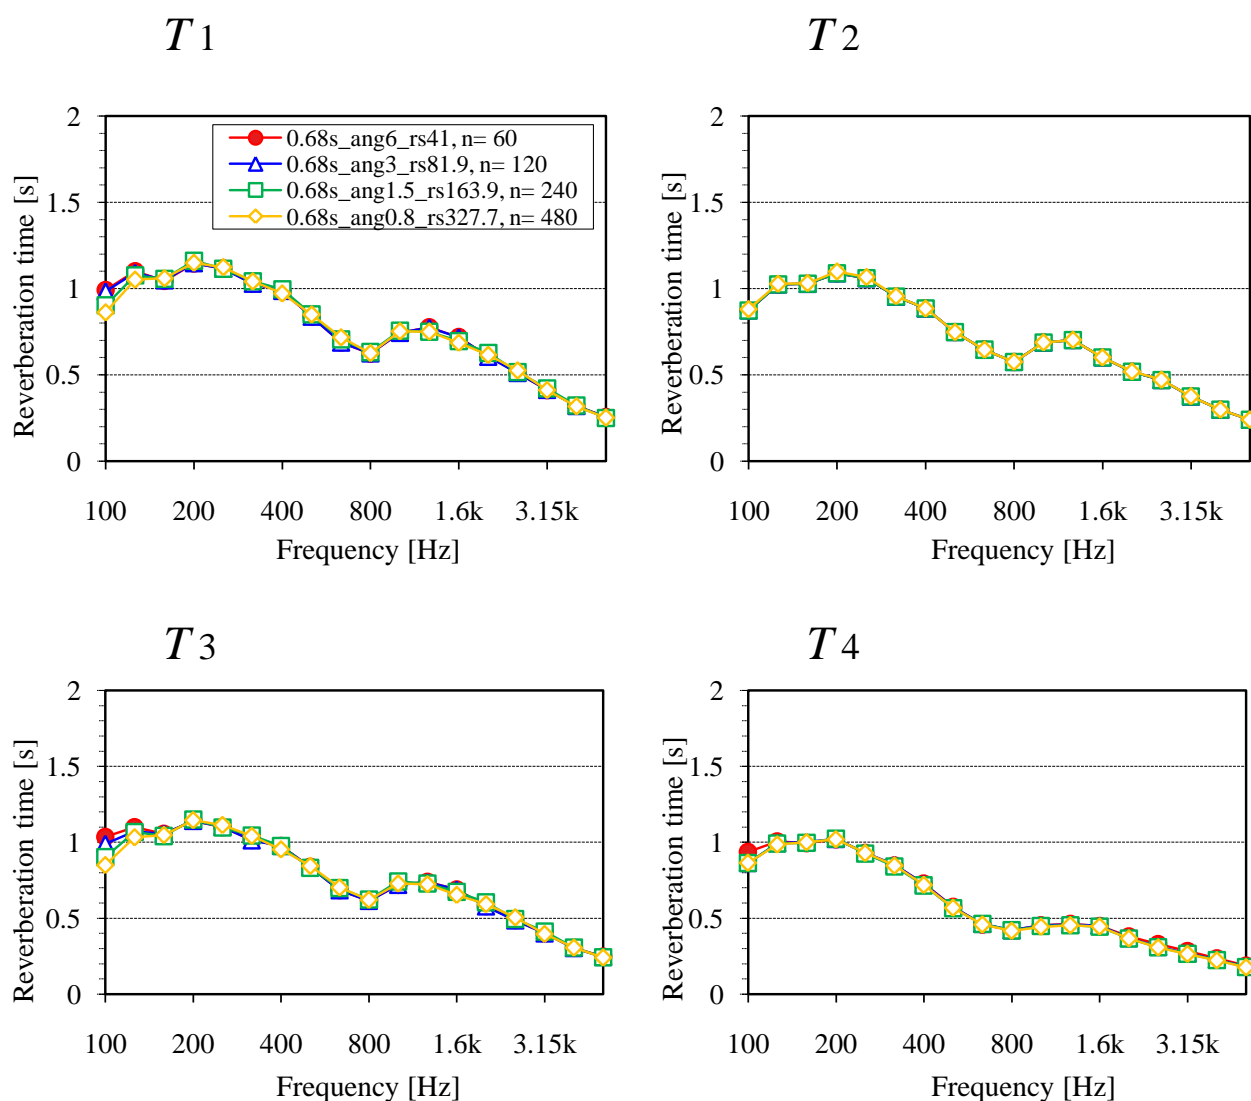 T 1
2
1.5
1
0.5
0
Reverberation time [s]
0.68s_ang6_rs41, n= 60
0.68s_ang3_rs81.9, n= 120
0.68s_ang1.5_rs163.9, n= 240
0.68s_ang0.8_rs327.7, n= 480
100 200 400 800 1.6k 3.15k
Frequency [Hz]
T 2
2
1.5
1
0.5
0
Reverberation time [s]
100 200 400 800 1.6k 3.15k
Frequency [Hz]
T 3
2
1.5
1
0.5
0
Reverberation time [s]
100 200 400 800 1.6k 3.15k
Frequency [Hz]
T 4
2
1.5
1
0.5
0
Reverberation time [s]
100 200 400 800 1.6k 3.15k
Frequency [Hz]